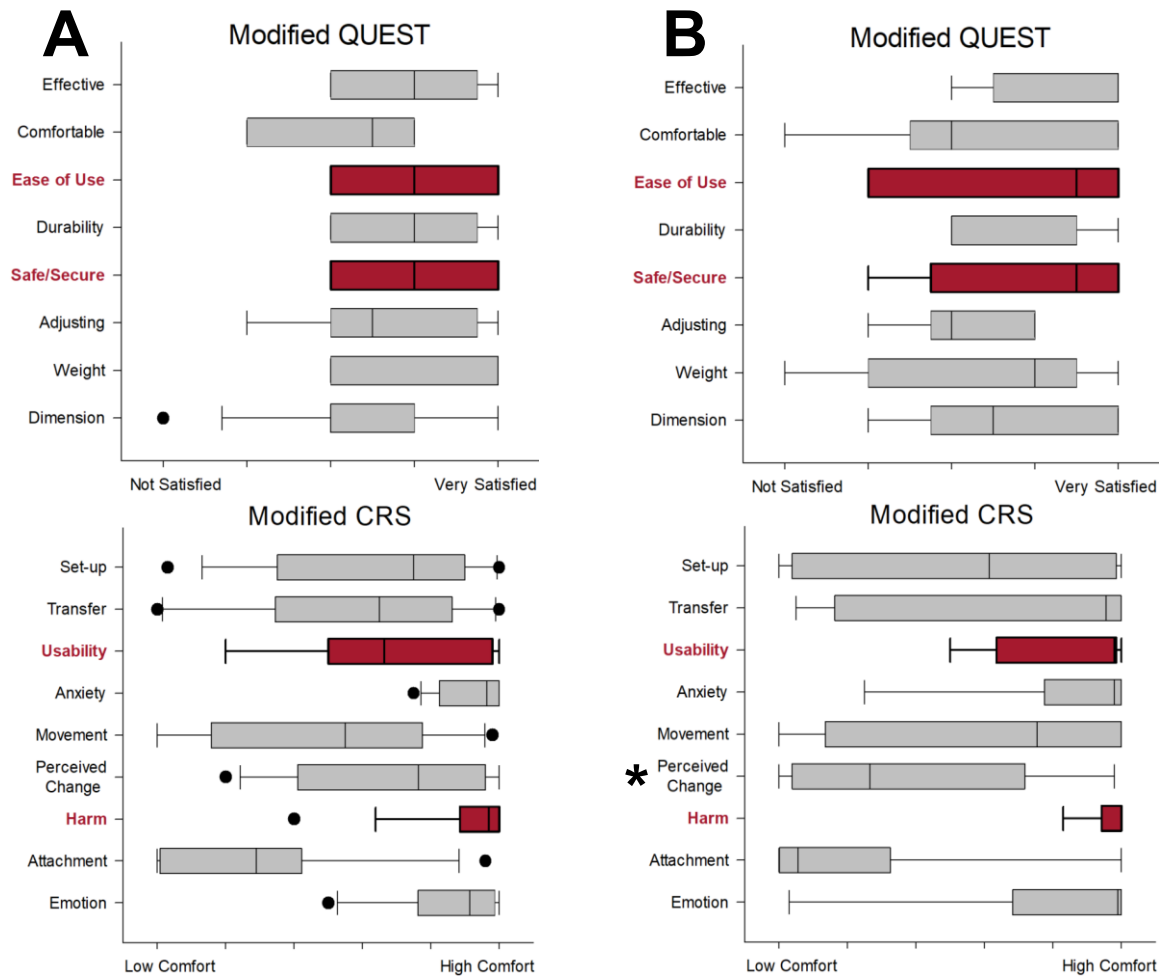 A
Modified QUEST
Effective
Comfortable
Ease of Use
Durability
Safe/Secure
Adjusting
Weight
Dimension
Not Satisfied
Very Satisfied
Modified CRS
Set-up
Transfer
Usability
Anxiety
Movement
Perceived
Change
Harm
Attachment
Emotion
Low Comfort
High Comfort
B
Modified QUEST
Effective
Comfortable
Ease of Use
Durability
Safe/Secure
Adjusting
Weight
Dimension
Not Satisfied
Very Satisfied
Modified CRS
Set-up
Transfer
Usability
Anxiety
Movement
* Perceived
Change
Harm
Attachment
Emotion
Low Comfort
High Comfort